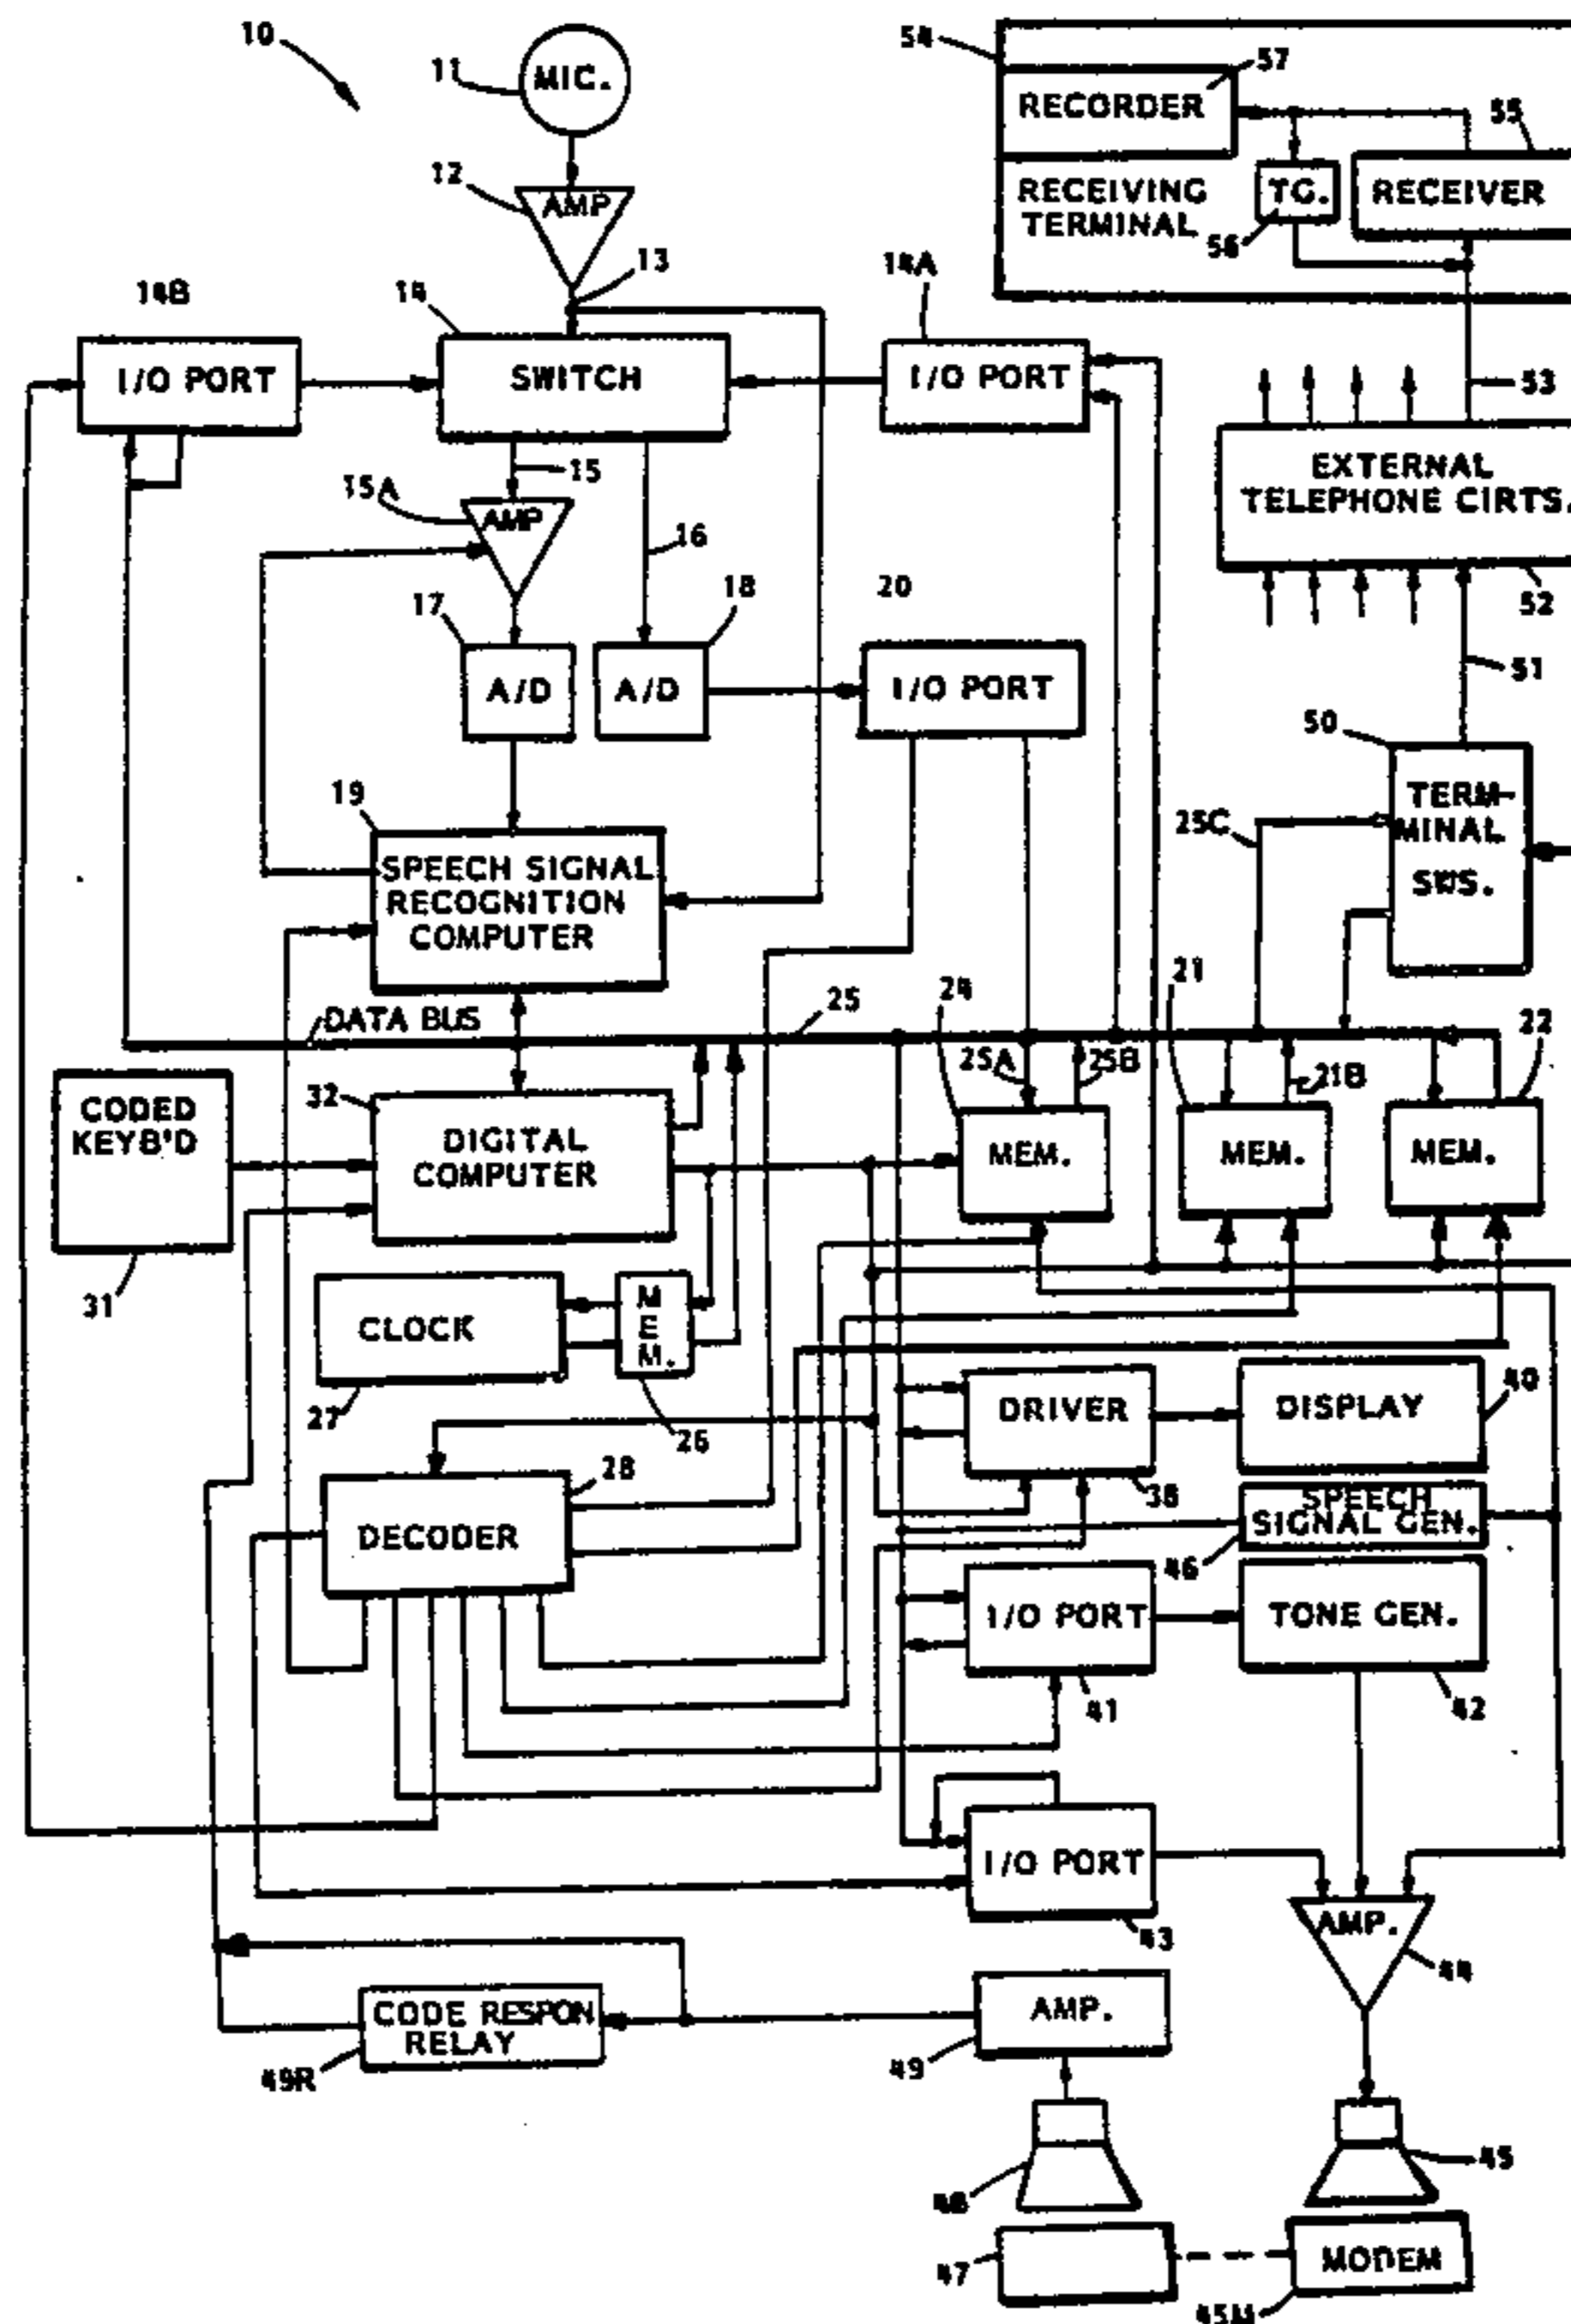 10
11
MIC.
12
AMP
13
54
57
RECORDER
55
RECEIVING
TERMINAL
TG.
56
RECEIVER
14B
14
14A
I/O PORT
SWITCH
I/O PORT
53
15
15A
AMP
16
EXTERNAL
TELEPHONE CIRTS.
52
17
18
20
A/D
A/D
I/O PORT
51
50
TERM-
MINAL
SWS.
25C
19
SPEECH SIGNAL
RECOGNITION
COMPUTER
DATA BUS
25
24
21
22
25A
25B
21B
CODED
KEYB'D
32
DIGITAL
COMPUTER
MEM.
MEM.
MEM.
31
CLOCK
M
E
M.
27
26
DRIVER
DISPLAY
40
28
DECODER
SPEECH
SIGNAL GEN.
46
I/O PORT
TONE GEN.
41
42
I/O PORT
43
AMP.
44
CODE RESPON
RELAY
49R
AMP.
49
48
45
47
MODEM
45M